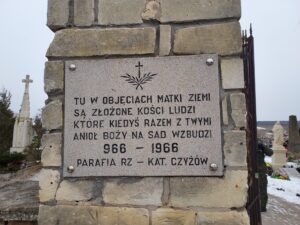 TU W OBJĘCIACH MATKI ZIEMI
SĄ ZŁOŻONE KOŚCI LUDZI
KTÓRE KIEDYŚ RAZEM Z TWYMI
ANIOŁ BOŻY NA SĄD WZBUDZI
966 – 1966
PARAFIA RZ – KAT. CZYŻÓW